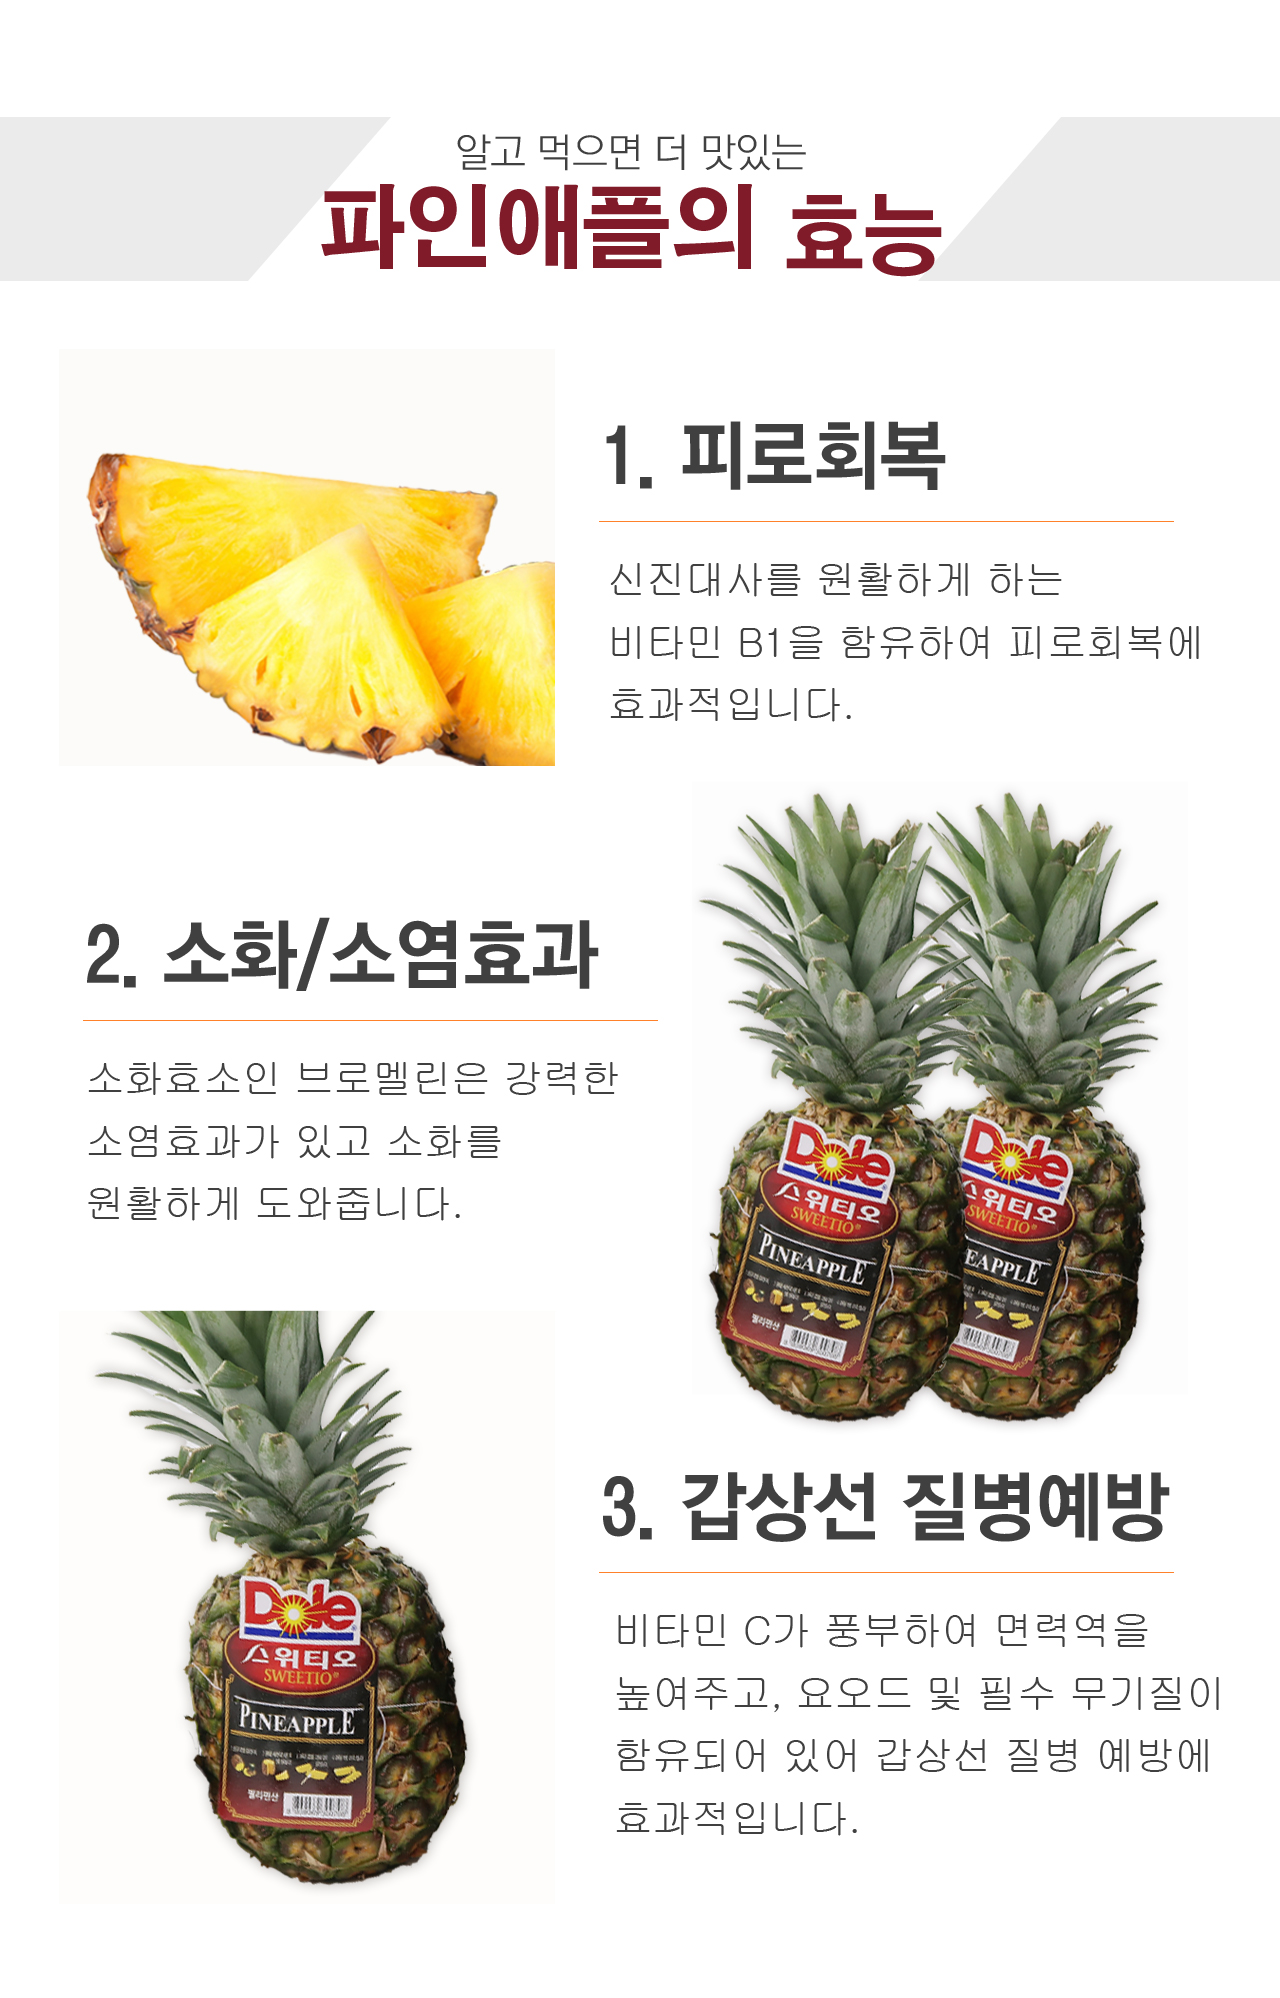 알고 먹으면 더 맛있는
파인애플의 효능
1. 피로회복
신진대사를 원활하게 하는
비타민 B1을 함유하여 피로회복에
효과적입니다.
2. 소화/소염효과
소화효소인 브로멜린은 강력한
소염효과가 있고 소화를
원활하게 도와줍니다.
Dole
스위티오
SWEETIO®
PINEAPPLE
필리핀산
Dole
스위티오
SWEETIO®
EAPPLE
Dole
스위티오
SWEETIO®
PINEAPPLE
필리핀산
3. 갑상선 질병예방
비타민 C가 풍부하여 면력역을
높여주고, 요오드 및 필수 무기질이
함유되어 있어 갑상선 질병 예방에
효과적입니다.